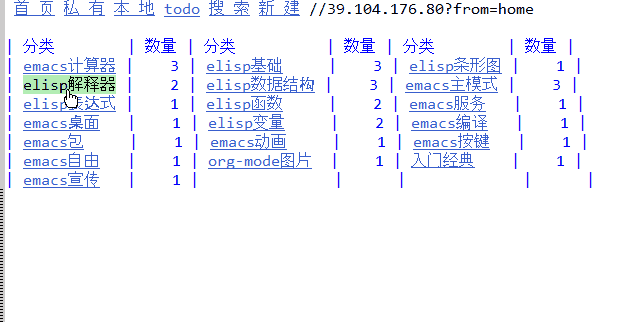 首 页 私 有 本 地 todo 搜 索 新 建 //39.104.176.80?from=home
| 分类 | 数量 | 分类 | 数量 | 分类 | 数量 |
| emacs计算器 | 3 | elisp基础 | 3 | elisp条形图 | 1 |
| elisp解释器 | 2 | elisp数据结构 | 3 | emacs主模式 | 3 |
| elisp表达式 | 1 | elisp函数 | 2 | emacs服务 | 1 |
| emacs桌面 | 1 | elisp变量 | 2 | emacs编译 | 1 |
| emacs包 | 1 | emacs动画 | 1 | emacs按键 | 1 |
| emacs自由 | 1 | org-mode图片 | 1 | 入门经典 | 1 |
| emacs宣传 | 1 | | | | |